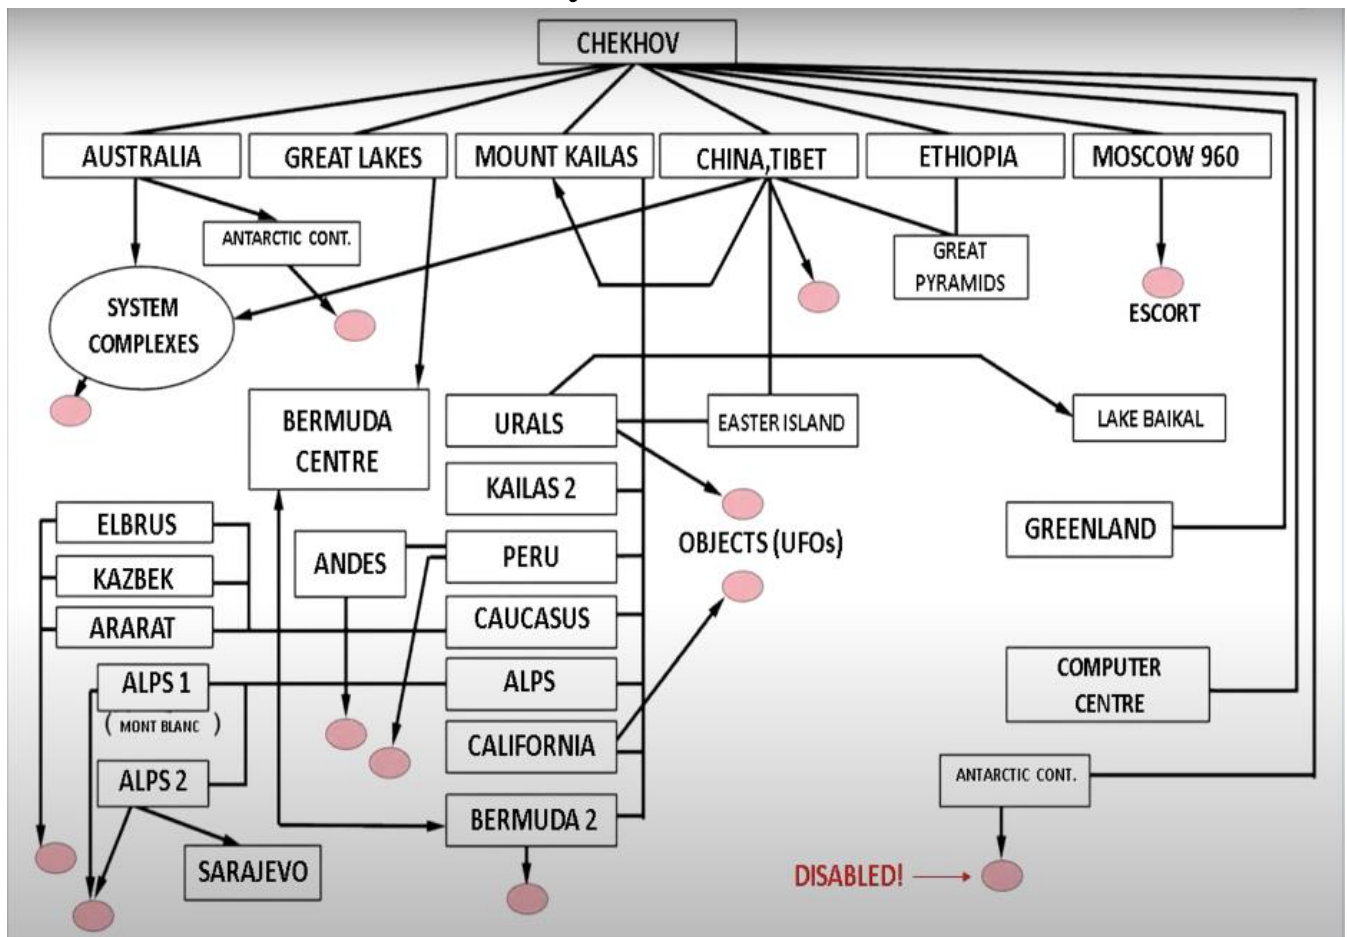 CHEKHOV
AUSTRALIA
GREAT LAKES
MOUNT KAILAS
CHINA,TIBET
ETHIOPIA
MOSCOW 960
ANTARCTIC CONT.
GREAT
PYRAMIDS
SYSTEM
COMPLEXES
ESCORT
BERMUDA
CENTRE
URALS
EASTER ISLAND
LAKE BAIKAL
KAILAS 2
ELBRUS
ANDES
PERU
OBJECTS (UFOs)
GREENLAND
KAZBEK
ARARAT
CAUCASUS
ALPS 1
( MONT BLANC )
ALPS
COMPUTER
CENTRE
CALIFORNIA
ALPS 2
ANTARCTIC CONT.
BERMUDA 2
SARAJEVO
DISABLED!